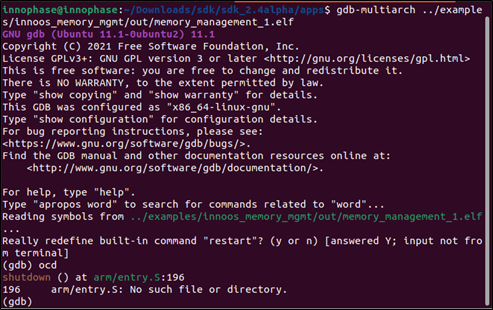 innophase@innophase:~/Downloads/sdk/sdk_2.4alpha/apps$ gdb-multiarch ../example
s/innoos_memory_mgmt/out/memory_management_1.elf
GNU gdb (Ubuntu 11.1-0ubuntu2) 11.1
Copyright (C) 2021 Free Software Foundation, Inc.
License GPLv3+: GNU GPL version 3 or later <http://gnu.org/licenses/gpl.html>
This is free software: you are free to change and redistribute it.
There is NO WARRANTY, to the extent permitted by law.
Type "show copying" and "show warranty" for details.
This GDB was configured as "x86_64-linux-gnu".
Type "show configuration" for configuration details.
For bug reporting instructions, please see:
<https://www.gnu.org/software/gdb/bugs/>.
Find the GDB manual and other documentation resources online at:
    <http://www.gnu.org/software/gdb/documentation/>.
For help, type "help".
Type "apropos word" to search for commands related to "word"...
Reading symbols from ../examples/innoos_memory_mgmt/out/memory_management_1.elf
...
Really redefine built-in command "restart"? (y or n) [answered Y; input not fro
m terminal]
(gdb) ocd
shutdown () at arm/entry.S:196
196     arm/entry.S: No such file or directory.
(gdb)